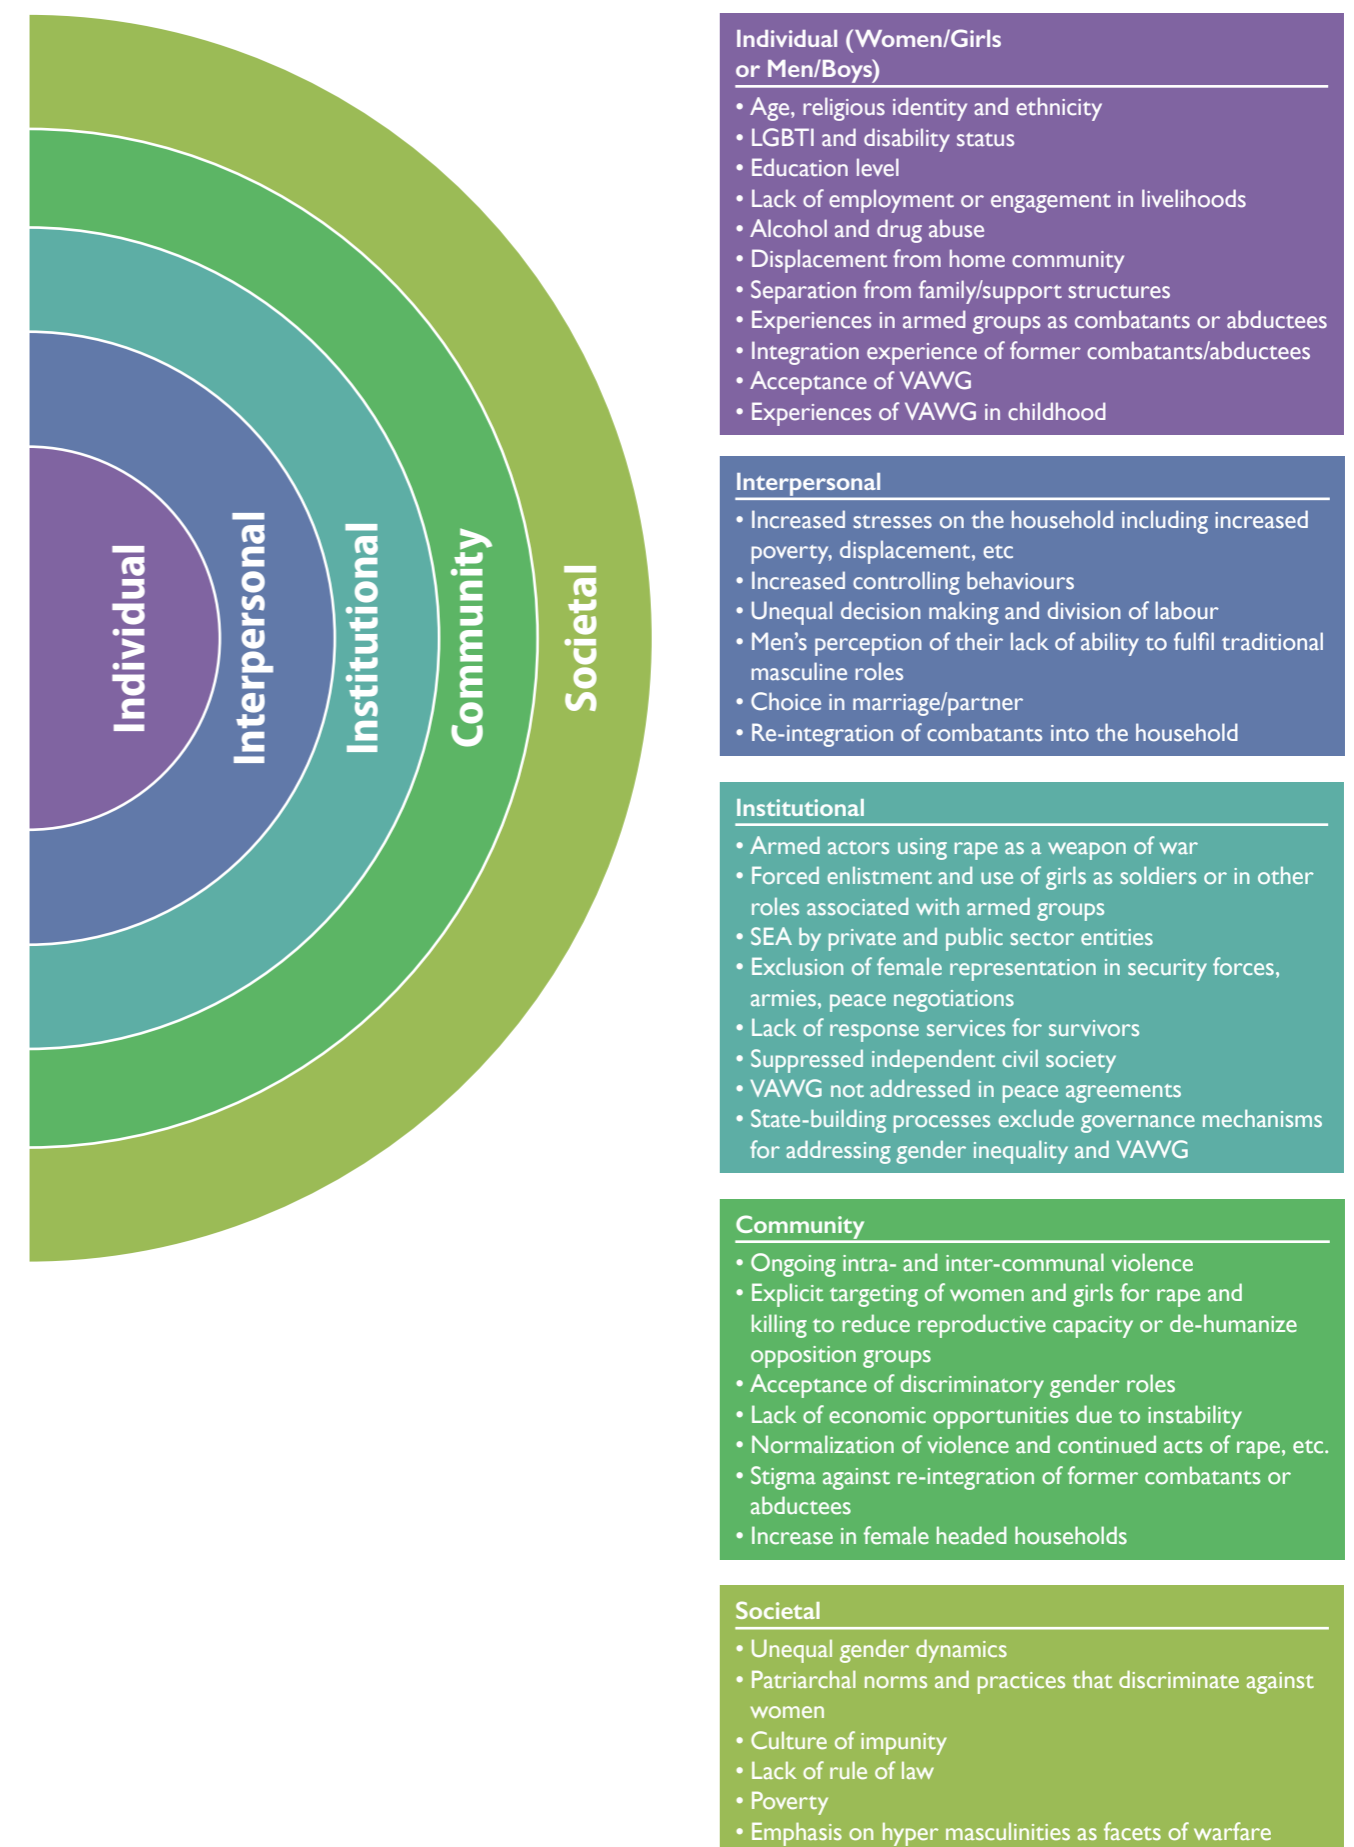 Individual
Interpersonal
Institutional
Community
Societal
Individual (Women/Girls
or Men/Boys)
• Age, religious identity and ethnicity
• LGBTI and disability status
• Education level
• Lack of employment or engagement in livelihoods
• Alcohol and drug abuse
• Displacement from home community
• Separation from family/support structures
• Experiences in armed groups as combatants or abductees
• Integration experience of former combatants/abductees
• Acceptance of VAWG
• Experiences of VAWG in childhood
Interpersonal
• Increased stresses on the household including increased
poverty, displacement, etc
• Increased controlling behaviours
• Unequal decision making and division of labour
• Men’s perception of their lack of ability to fulfil traditional
masculine roles
• Choice in marriage/partner
• Re-integration of combatants into the household
Institutional
• Armed actors using rape as a weapon of war
• Forced enlistment and use of girls as soldiers or in other
roles associated with armed groups
• SEA by private and public sector entities
• Exclusion of female representation in security forces,
armies, peace negotiations
• Lack of response services for survivors
• Suppressed independent civil society
• VAWG not addressed in peace agreements
• State-building processes exclude governance mechanisms
for addressing gender inequality and VAWG
Community
• Ongoing intra- and inter-communal violence
• Explicit targeting of women and girls for rape and
killing to reduce reproductive capacity or de-humanize
opposition groups
• Acceptance of discriminatory gender roles
• Lack of economic opportunities due to instability
• Normalization of violence and continued acts of rape, etc.
• Stigma against re-integration of former combatants or
abductees
• Increase in female headed households
Societal
• Unequal gender dynamics
• Patriarchal norms and practices that discriminate against
women
• Culture of impunity
• Lack of rule of law
• Poverty
• Emphasis on hyper masculinities as facets of warfare